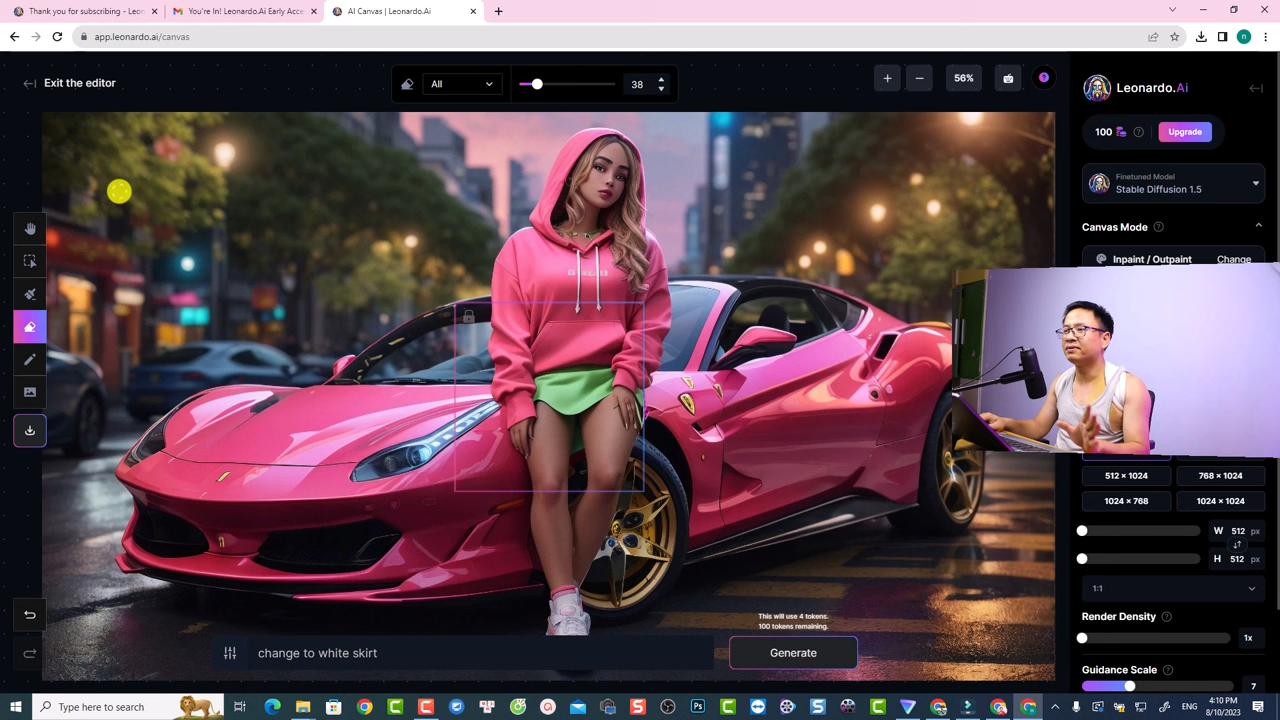 Thank you for subscribing - Leon
You're In! Leonardo.Ai Early Acce
AI Canvas | Leonardo.Ai
app.leonardo.ai/canvas
n
Exit the editor
All
38
56%
Leonardo.Ai
100
Upgrade
Finetuned Model
Stable Diffusion 1.5
Canvas Mode
Inpaint / Outpaint
Change
512 × 1024
768 × 1024
1024 × 768
1024 × 1024
W 512 px
H 512 px
1:1
Render Density
1x
Guidance Scale
7
This will use 4 tokens.
100 tokens remaining.
change to white skirt
Generate
Type here to search
ENG
4:10 PM
8/10/2023